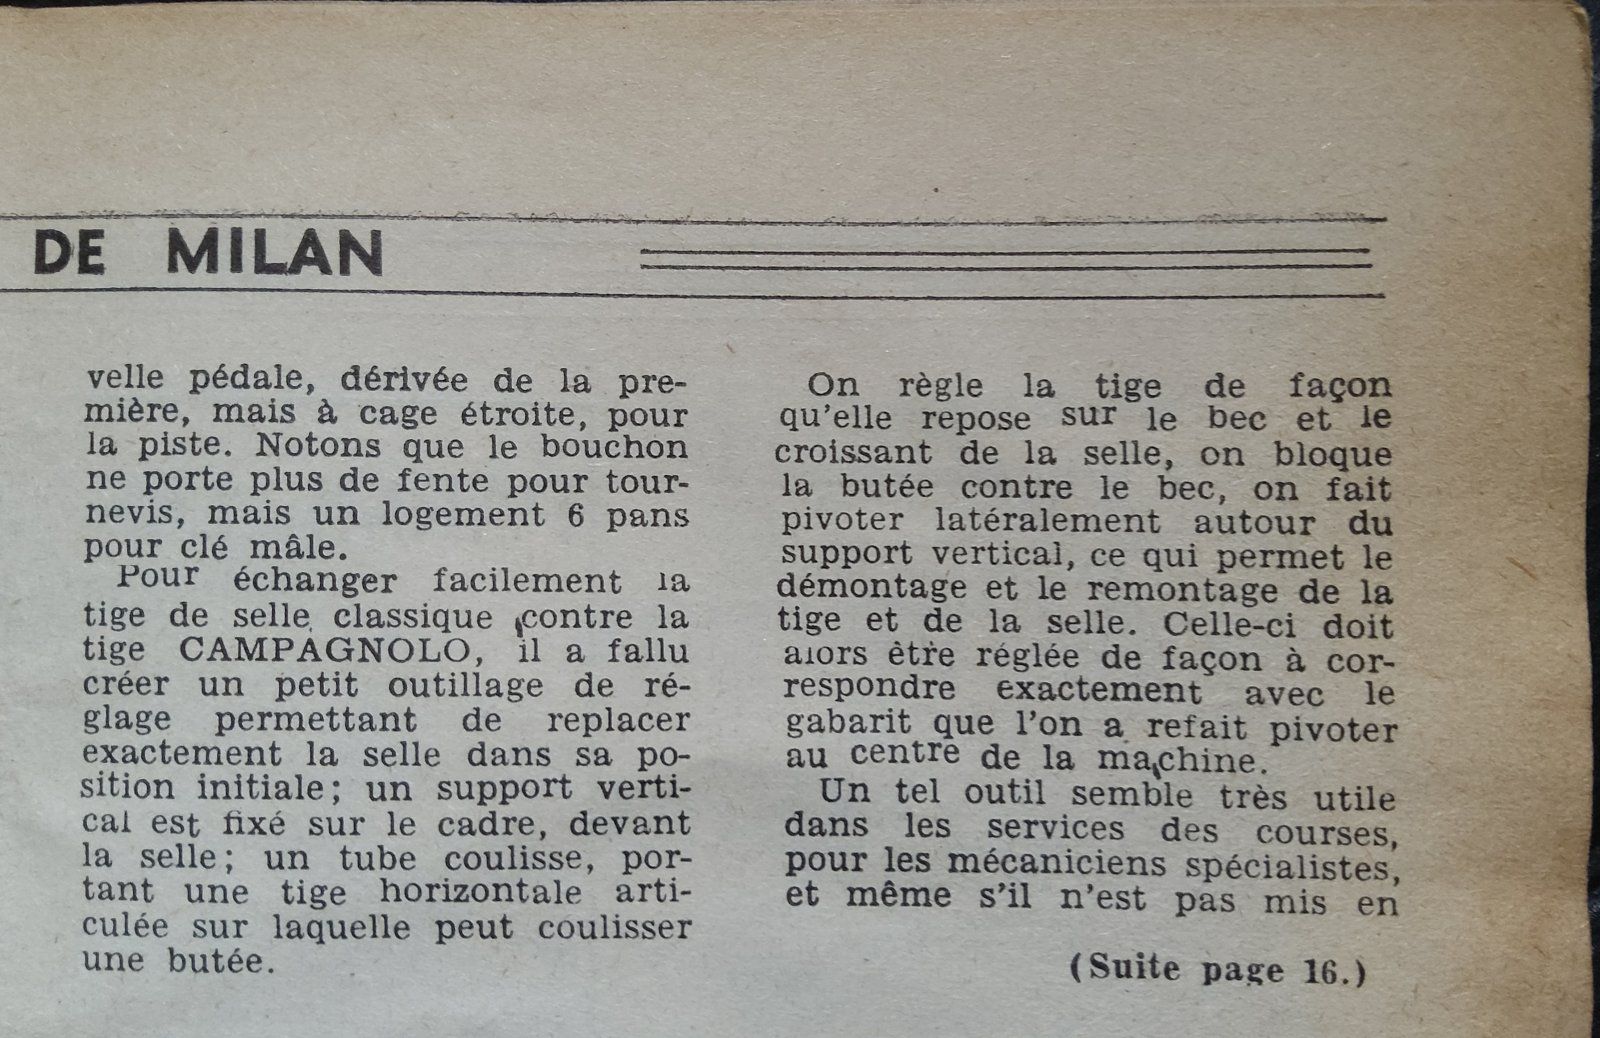 DE MILAN
velle pédale, dérivée de la pre-
mière, mais à cage étroite, pour
la piste. Notons que le bouchon
ne porte plus de fente pour tour-
nevis, mais un logement 6 pans
pour clé mâle.
Pour échanger facilement la
tige de selle classique contre la
tige CAMPAGNOLO, il a fallu
créer un petit outillage de ré-
glage permettant de replacer
exactement la selle dans sa po-
sition initiale; un support verti-
cal est fixé sur le cadre, devant
la selle; un tube coulisse, por-
tant une tige horizontale arti-
culée sur laquelle peut coulisser
une butée.
On règle la tige de façon
qu'elle repose sur le bec et le
croissant de la selle, on bloque
la butée contre le bec, on fait
pivoter latéralement autour du
support vertical, ce qui permet le
démontage et le remontage de la
tige et de la selle. Celle-ci doit
alors être réglée de façon à cor-
respondre exactement avec le
gabarit que l'on a refait pivoter
au centre de la machine.
Un tel outil semble très utile
dans les services des courses,
pour les mécaniciens spécialistes,
et même s'il n'est pas mis en
(Suite page 16.)